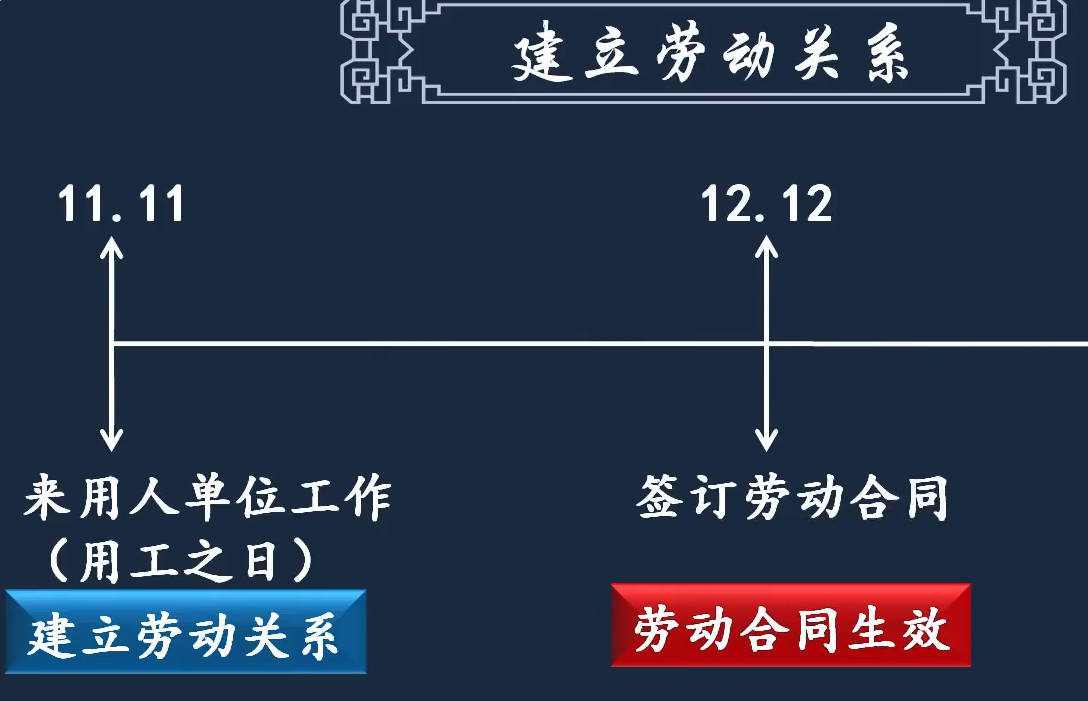 建立劳动关系
11.11
12.12
来用人单位工作
（用工之日）
建立劳动关系
签订劳动合同
劳动合同生效